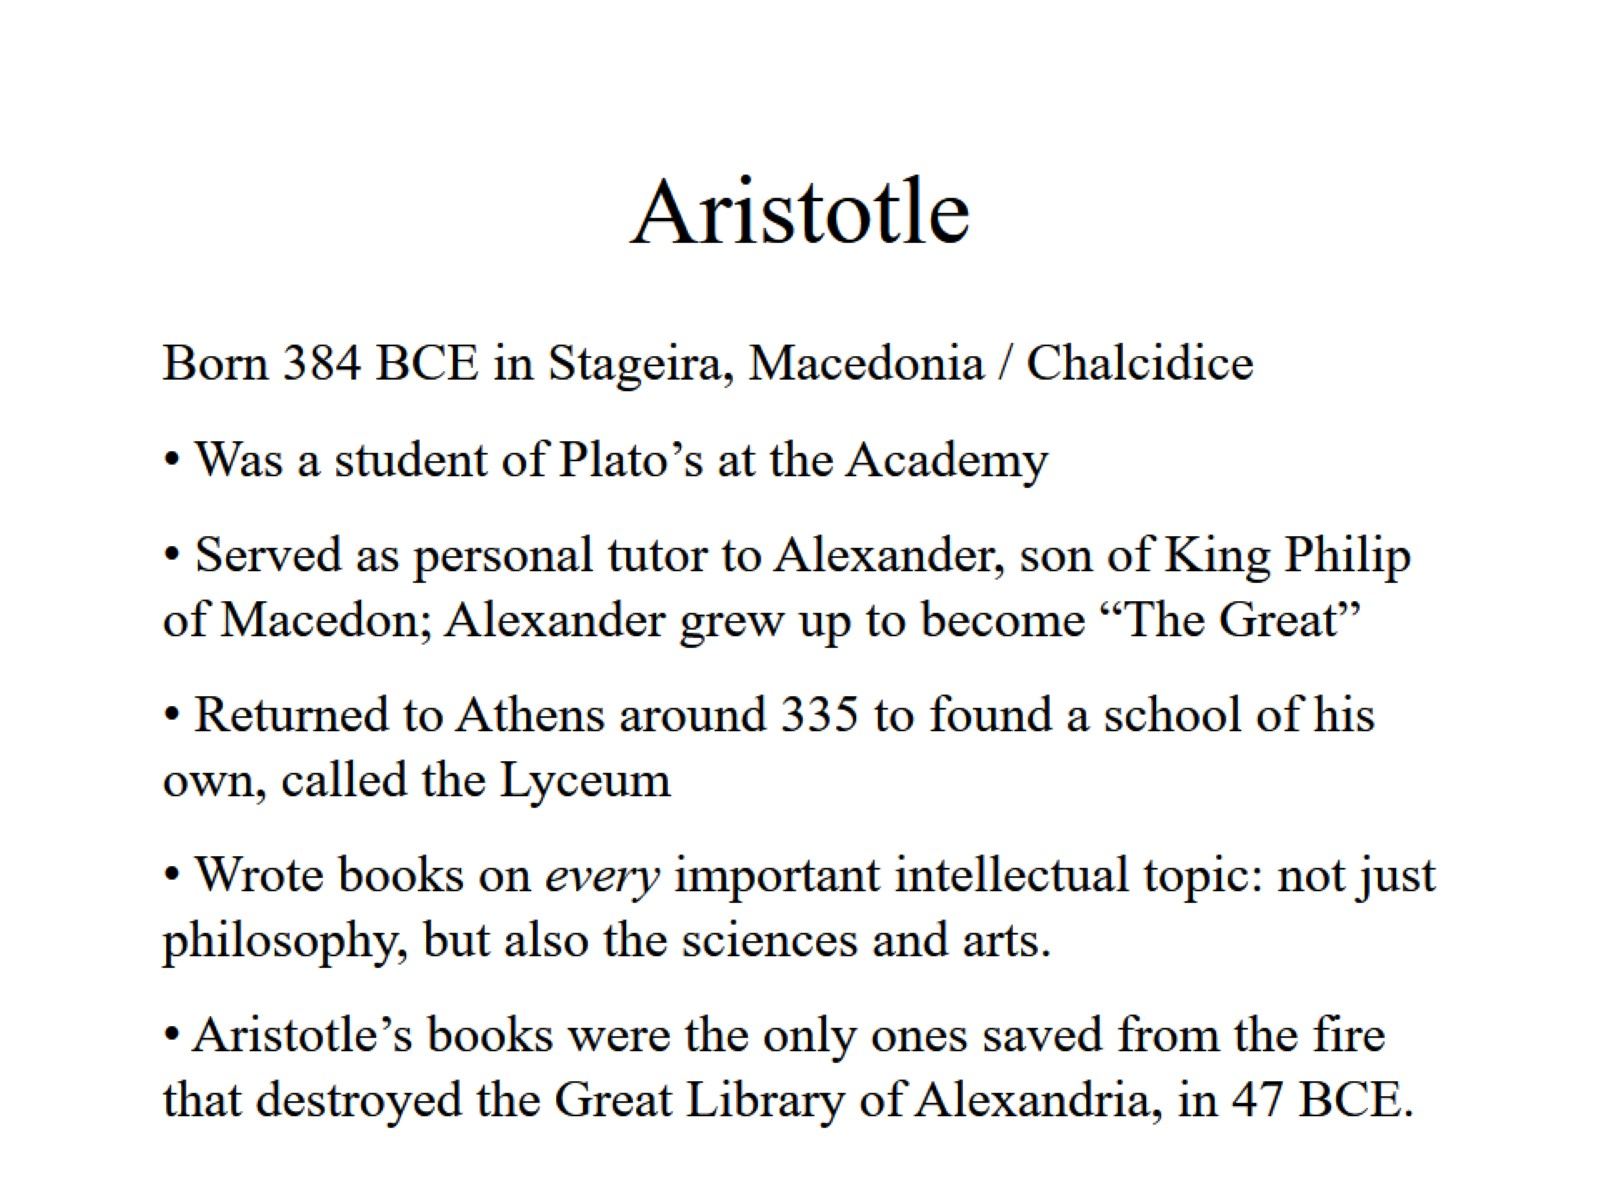 Aristotle
Born 384 BCE in Stageira, Macedonia / Chalcidice
• Was a student of Plato’s at the Academy
• Served as personal tutor to Alexander, son of King Philip
of Macedon; Alexander grew up to become “The Great”
• Returned to Athens around 335 to found a school of his
own, called the Lyceum
• Wrote books on every important intellectual topic: not just
philosophy, but also the sciences and arts.
• Aristotle’s books were the only ones saved from the fire
that destroyed the Great Library of Alexandria, in 47 BCE.